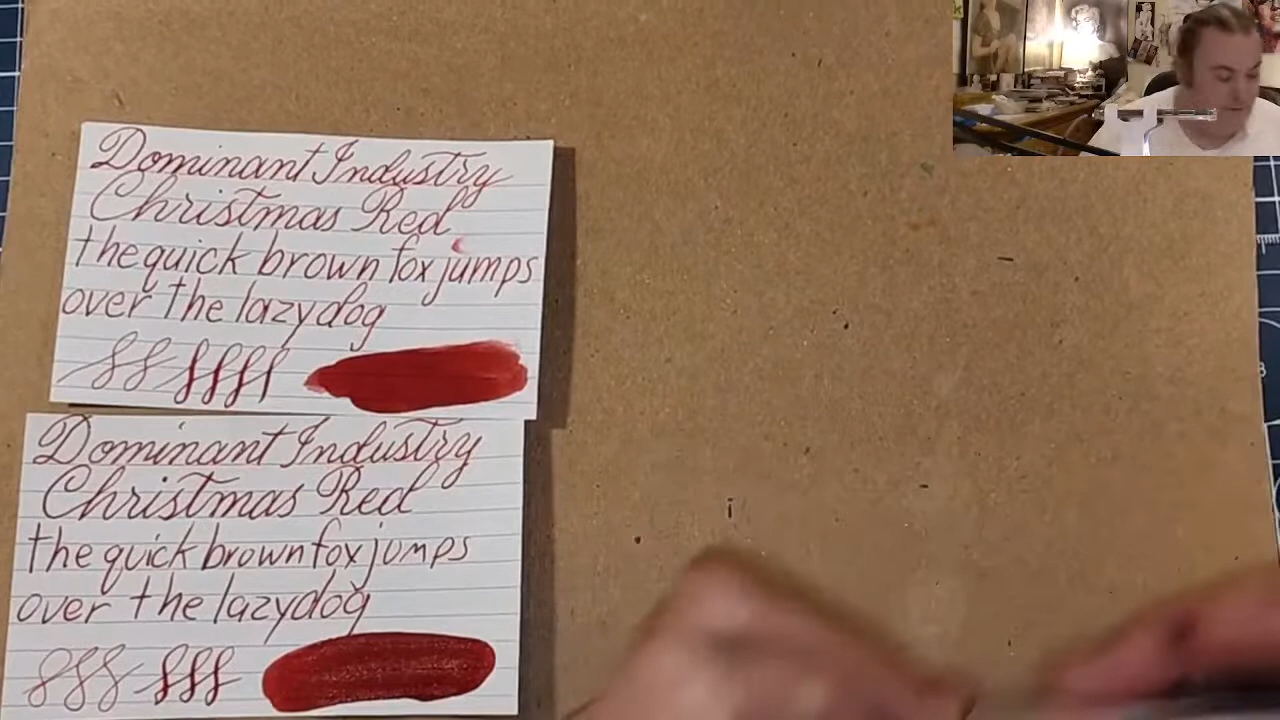 Dominant Industry
Christmas Red
the quick brown fox jumps
over the lazy dog
Dominant Industry
Christmas Red
the quick brown fox jumps
over the lazy dog